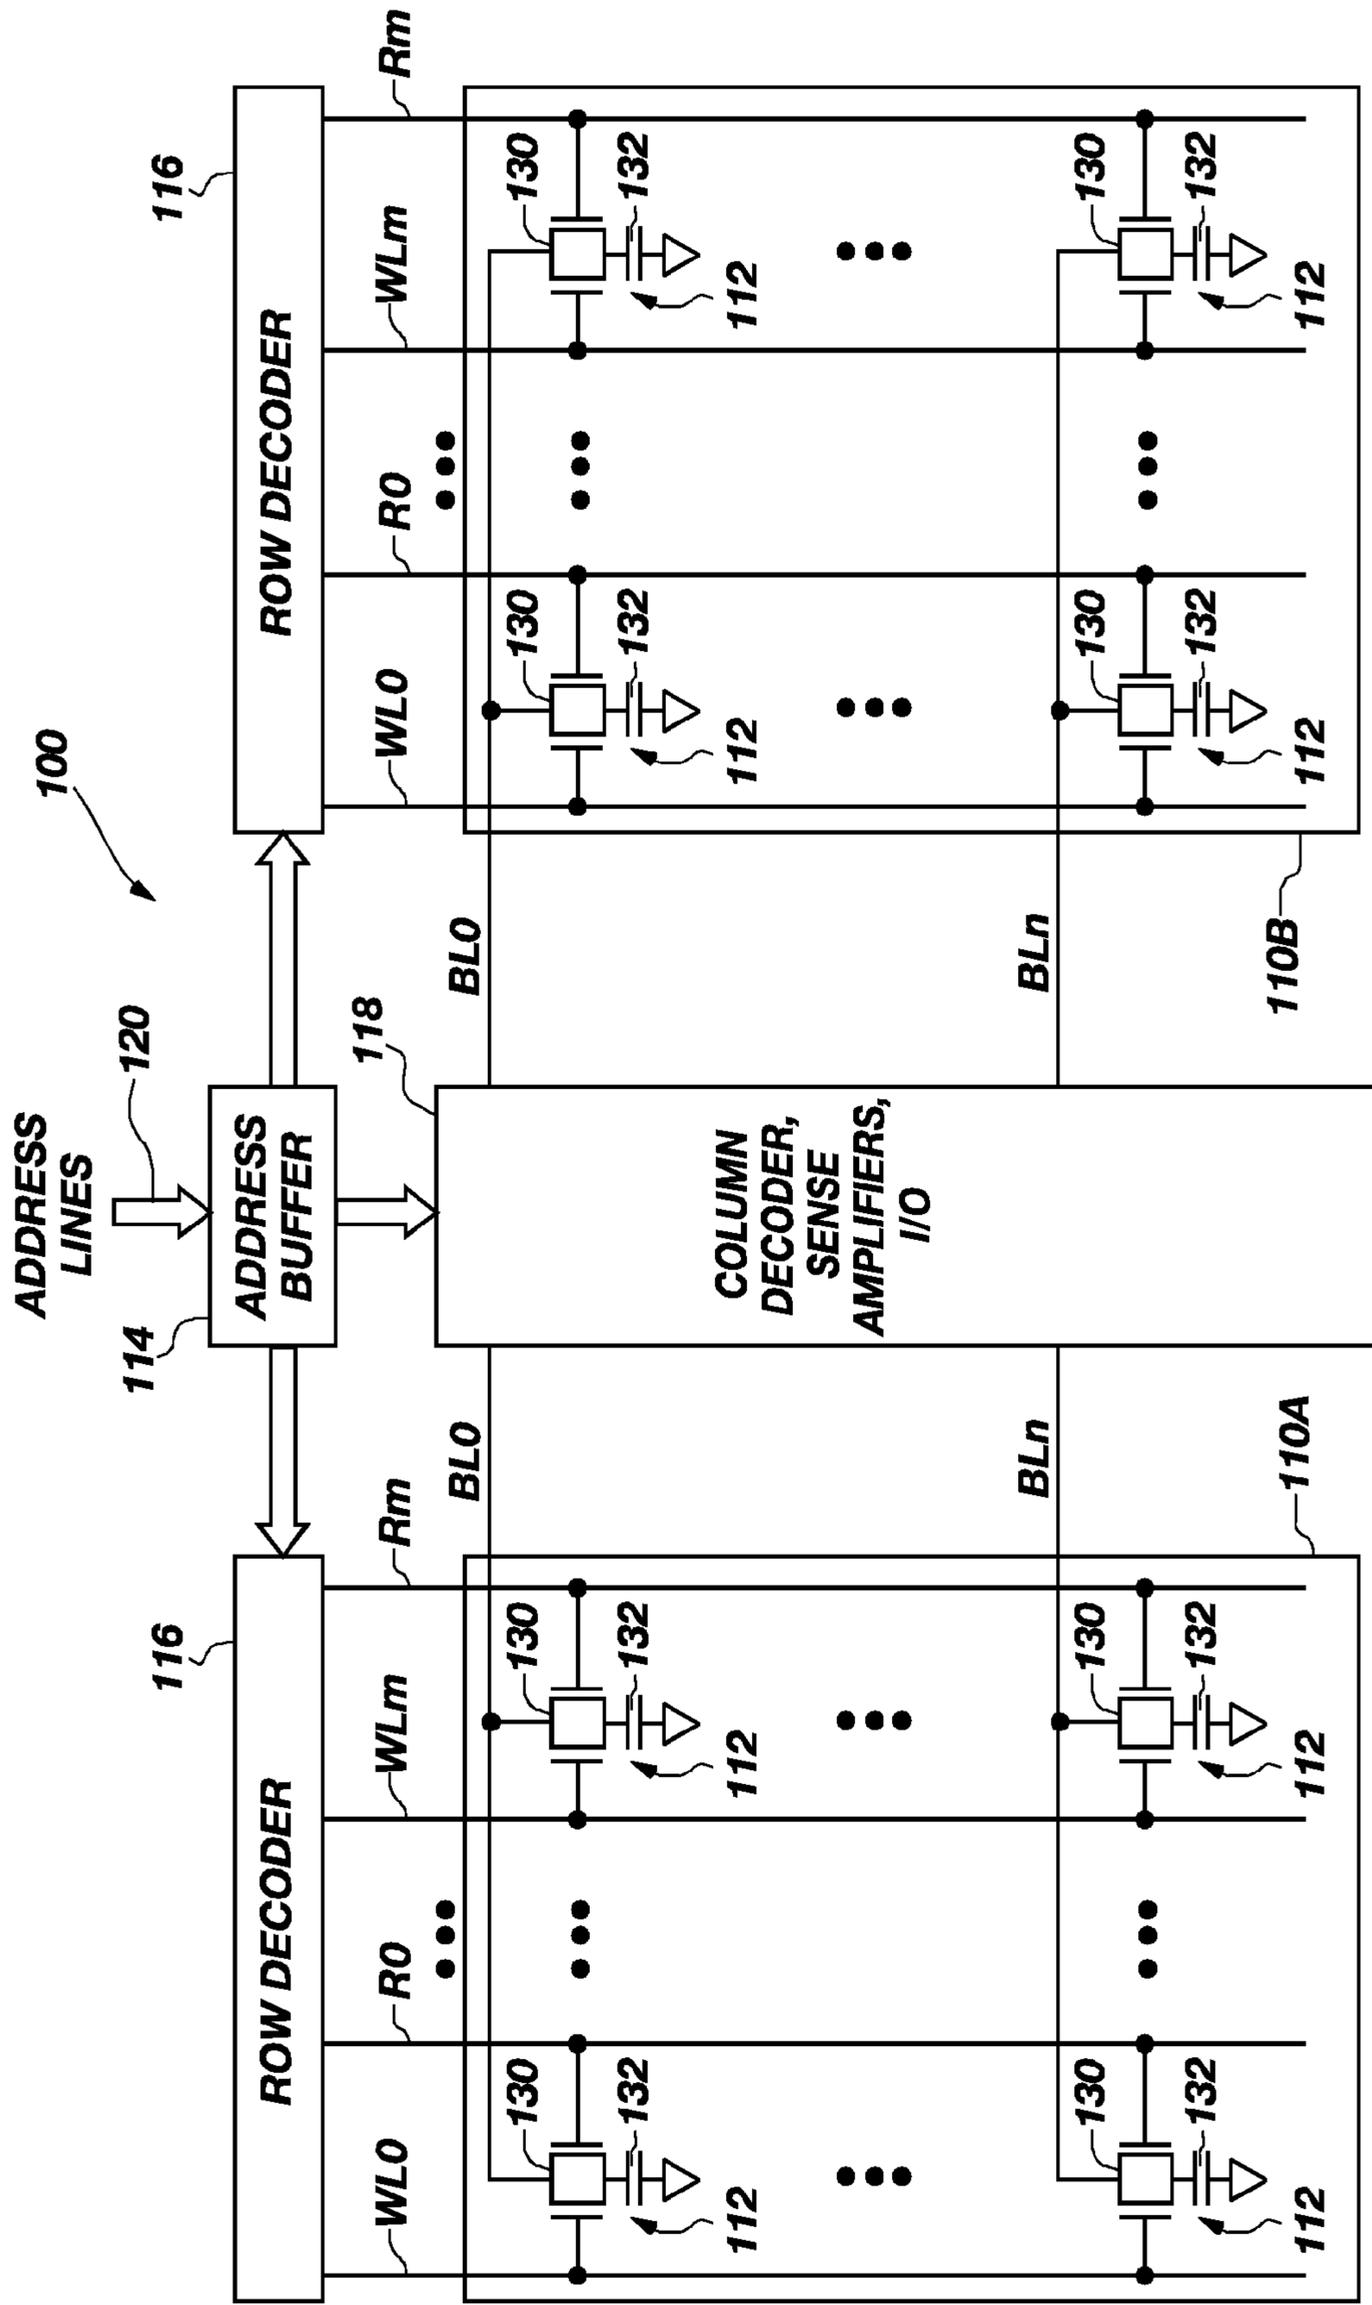 ADDRESS
LINES
100
120
114
116
116
ROW DECODER
ADDRESS
BUFFER
ROW DECODER
118
WL0
R0
WLm
Rm
WL0
R0
WLm
Rm
BL0
BL0
130
130
130
130
132
132
132
132
112
112
112
112
COLUMN
DECODER,
SENSE
AMPLIFIERS,
I/O
BLn
BLn
130
130
130
130
132
132
132
132
112
112
112
112
110A
110B